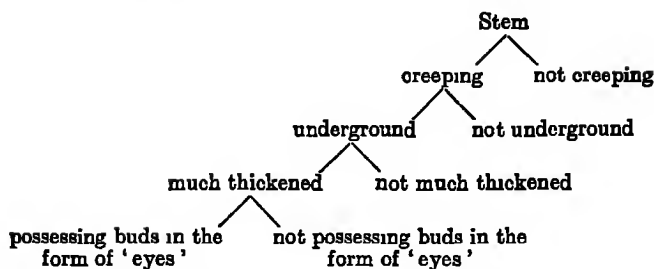 Stem
creeping not creeping
underground not underground
much thickened not much thickened
possessing buds in the not possessing buds in the
form of ‘eyes’ form of ‘eyes’